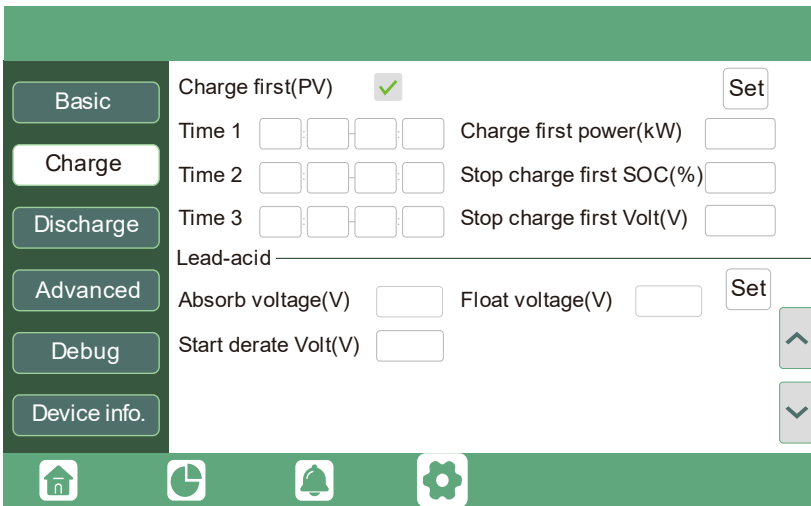 Basic
Charge
Discharge
Advanced
Debug
Device info.
Charge first(PV) Set
Time 1 : - : Charge first power(kW)
Time 2 : - : Stop charge first SOC(%)
Time 3 : - : Stop charge first Volt(V)
Lead-acid
Absorb voltage(V) Float voltage(V) Set
Start derate Volt(V)